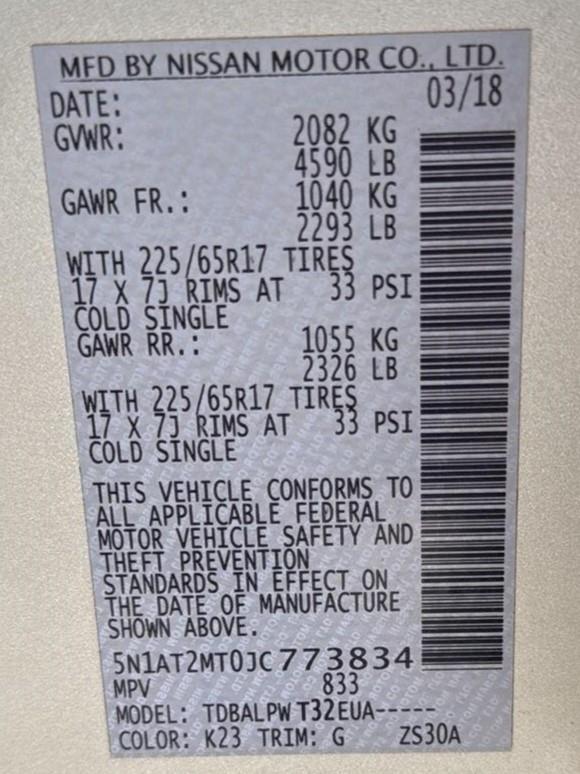 MFD BY NISSAN MOTOR CO., LTD.
DATE: 03/18
GVWR: 2082 KG
4590 LB
GAWR FR.: 1040 KG
2293 LB
WITH 225/65R17 TIRES
17 X 7J RIMS AT 33 PSI
COLD SINGLE
GAWR RR.: 1055 KG
2326 LB
WITH 225/65R17 TIRES
17 X 7J RIMS AT 33 PSI
COLD SINGLE
THIS VEHICLE CONFORMS TO
ALL APPLICABLE FEDERAL
MOTOR VEHICLE SAFETY AND
THEFT PREVENTION
STANDARDS IN EFFECT ON
THE DATE OF MANUFACTURE
SHOWN ABOVE.
5N1AT2MT0JC773834
MPV 833
MODEL: TDBALPWT32EUA-----
COLOR: K23 TRIM: G ZS30A